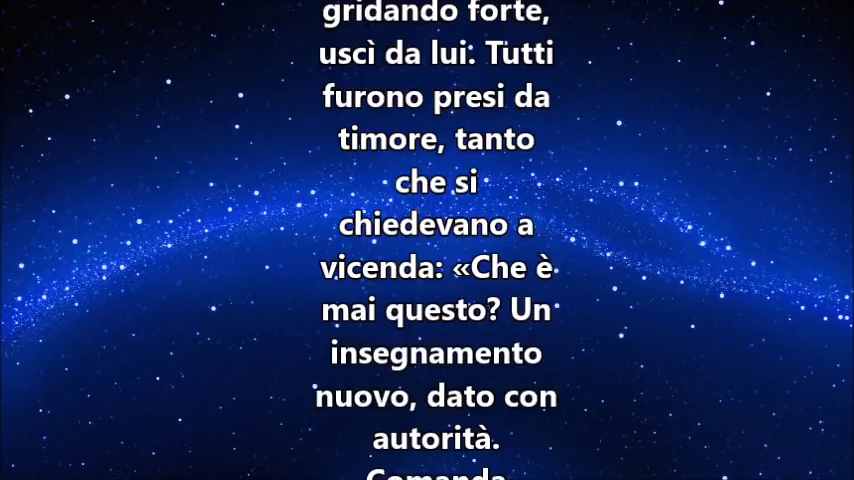 gridando forte,
uscì da lui. Tutti
furono presi da
timore, tanto
che si
chiedevano a
vicenda: «Che è
mai questo? Un
insegnamento
nuovo, dato con
autorità.
Comanda